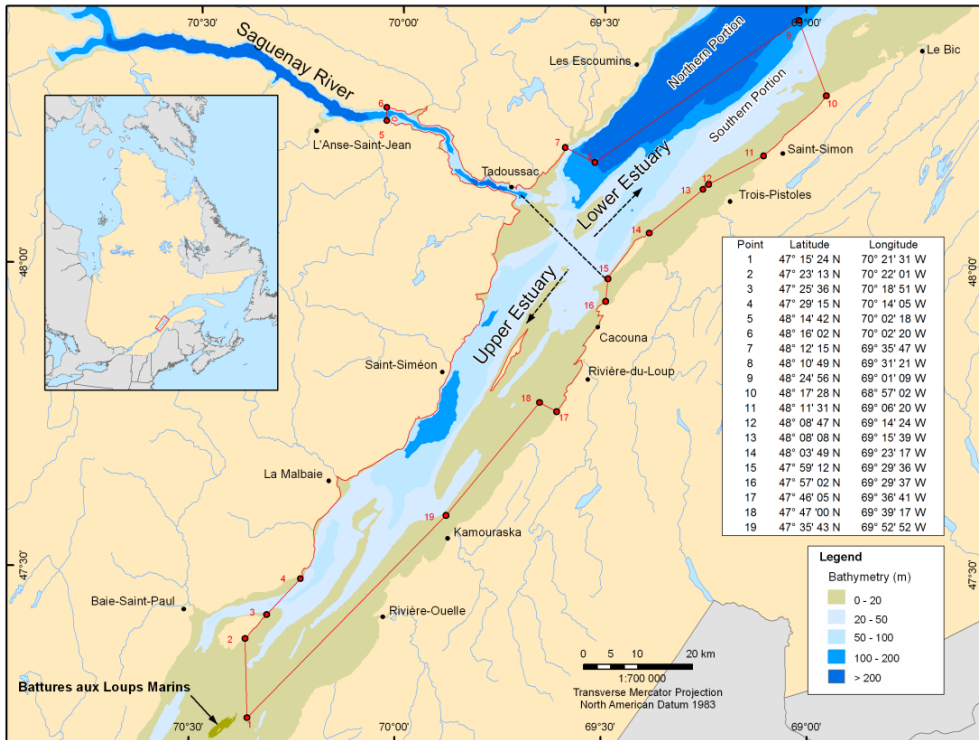 70°30'
70°00'
69°30'
69°00'
Saguenay River
6
5
L'Anse-Saint-Jean
Tadoussac
Les Escoumins
Northern Portion
Southern Portion
9
Le Bic
10
7
8
11
Saint-Simon
12
13
Trois-Pistoles
Lower Estuary
14
15
16
Upper Estuary
Cacouna
Saint-Siméon
Rivière-du-Loup
18
17
La Malbaie
19
Kamouraska
4
3
2
Baie-Saint-Paul
Rivière-Ouelle
Battures aux Loups Marins
1
48°00'
48°00'
47°30'
47°30'
Point Latitude Longitude
1 47° 15' 24 N 70° 21' 31 W
2 47° 23' 13 N 70° 22' 01 W
3 47° 25' 36 N 70° 18' 51 W
4 47° 29' 15 N 70° 14' 05 W
5 48° 14' 42 N 70° 02' 18 W
6 48° 16' 02 N 70° 02' 20 W
7 48° 12' 15 N 69° 35' 47 W
8 48° 10' 49 N 69° 31' 21 W
9 48° 24' 56 N 69° 01' 09 W
10 48° 17' 28 N 68° 57' 02 W
11 48° 11' 31 N 69° 06' 20 W
12 48° 08' 47 N 69° 14' 24 W
13 48° 08' 08 N 69° 15' 39 W
14 48° 03' 49 N 69° 23' 17 W
15 47° 59' 12 N 69° 29' 36 W
16 47° 57' 02 N 69° 29' 37 W
17 47° 46' 05 N 69° 36' 41 W
18 47° 47 '00 N 69° 39' 17 W
19 47° 35' 43 N 69° 52' 52 W
Legend
Bathymetry (m)
0 - 20
20 - 50
50 - 100
100 - 200
> 200
0 5 10 20 km
1:700 000
Transverse Mercator Projection
North American Datum 1983
70°30'
70°00'
69°30'
69°00'